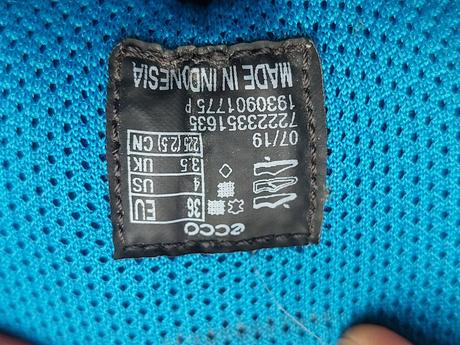 ecco
36 EU
4 US
3.5 UK
225 (2.5) CN
07/19
72223351635
1930901775 P
MADE IN INDONESIA